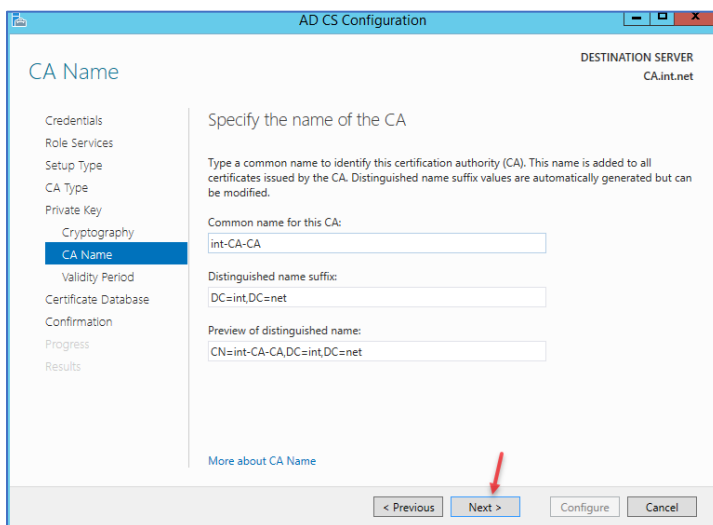 AD CS Configuration
CA Name
DESTINATION SERVER
CA.int.net
Credentials
Role Services
Setup Type
CA Type
Private Key
Cryptography
CA Name
Validity Period
Certificate Database
Confirmation
Progress
Results
Specify the name of the CA
Type a common name to identify this certification authority (CA). This name is added to all
certificates issued by the CA. Distinguished name suffix values are automatically generated but can
be modified.
Common name for this CA:
int-CA-CA
Distinguished name suffix:
DC=int,DC=net
Preview of distinguished name:
CN=int-CA-CA,DC=int,DC=net
More about CA Name
< Previous
Next >
Configure
Cancel